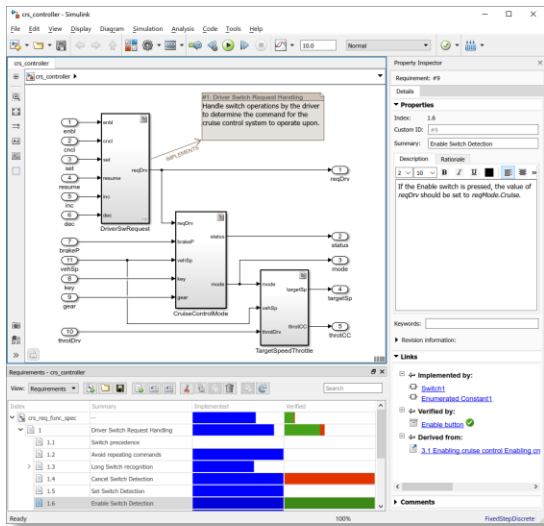 crs_controller - Simulink
File Edit View Display Diagram Simulation Analysis Code Tools Help
10.0
Normal
crs_controller
crs_controller
#1: Driver Switch Request Handling
Handle switch operations by the driver
to determine the command for the
cruise control system to operate upon.
IMPLEMENTS
1
enbl
2
cncl
3
set
4
resume
5
inc
6
dec
enbl
cncl
set
resume
inc
dec
reqDrv
DriverSwRequest
1
reqDrv
7
brakeP
11
vehSp
8
key
9
gear
reqDrv
brakeP
vehSp
key
gear
status
mode
CruiseControlMode
2
status
3
mode
10
throtDrv
mode
vehSp
throtDrv
targetSp
throtCC
TargetSpeedThrottle
4
targetSp
5
throtCC
Property Inspector
Requirement: #9
Details
Properties
Index: 1.6
Custom ID: #9
Summary: Enable Switch Detection
Description Rationale
2 10 B I U
If the Enable switch is pressed, the value of
reqDrv should be set to reqMode.Cruise.
Keywords:
Revision information:
Links
Implemented by:
Switch1
Enumerated Constant1
Verified by:
Enable button
Derived from:
3.1 Enabling cruise control Enabling cr
Comments
Requirements - crs_controller
View: Requirements
Search
Index Summary Implemented Verified
crs_req_func_spec
1 Driver Switch Request Handling
1.1 Switch precedence
1.2 Avoid repeating commands
1.3 Long Switch recognition
1.4 Cancel Switch Detection
1.5 Set Switch Detection
1.6 Enable Switch Detection
Ready 100% FixedStepDiscrete